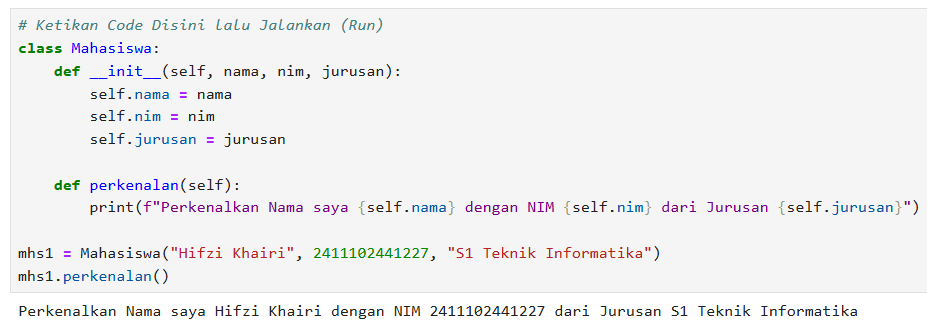 # Ketikan Code Disini lalu Jalankan (Run)
class Mahasiswa:
    def __init__(self, nama, nim, jurusan):
        self.nama = nama
        self.nim = nim
        self.jurusan = jurusan
    def perkenalan(self):
        print(f"Perkenalkan Nama saya {self.nama} dengan NIM {self.nim} dari Jurusan {self.jurusan}")
mhs1 = Mahasiswa("Hifzi Khairi", 2411102441227, "S1 Teknik Informatika")
mhs1.perkenalan()
Perkenalkan Nama saya Hifzi Khairi dengan NIM 2411102441227 dari Jurusan S1 Teknik Informatika